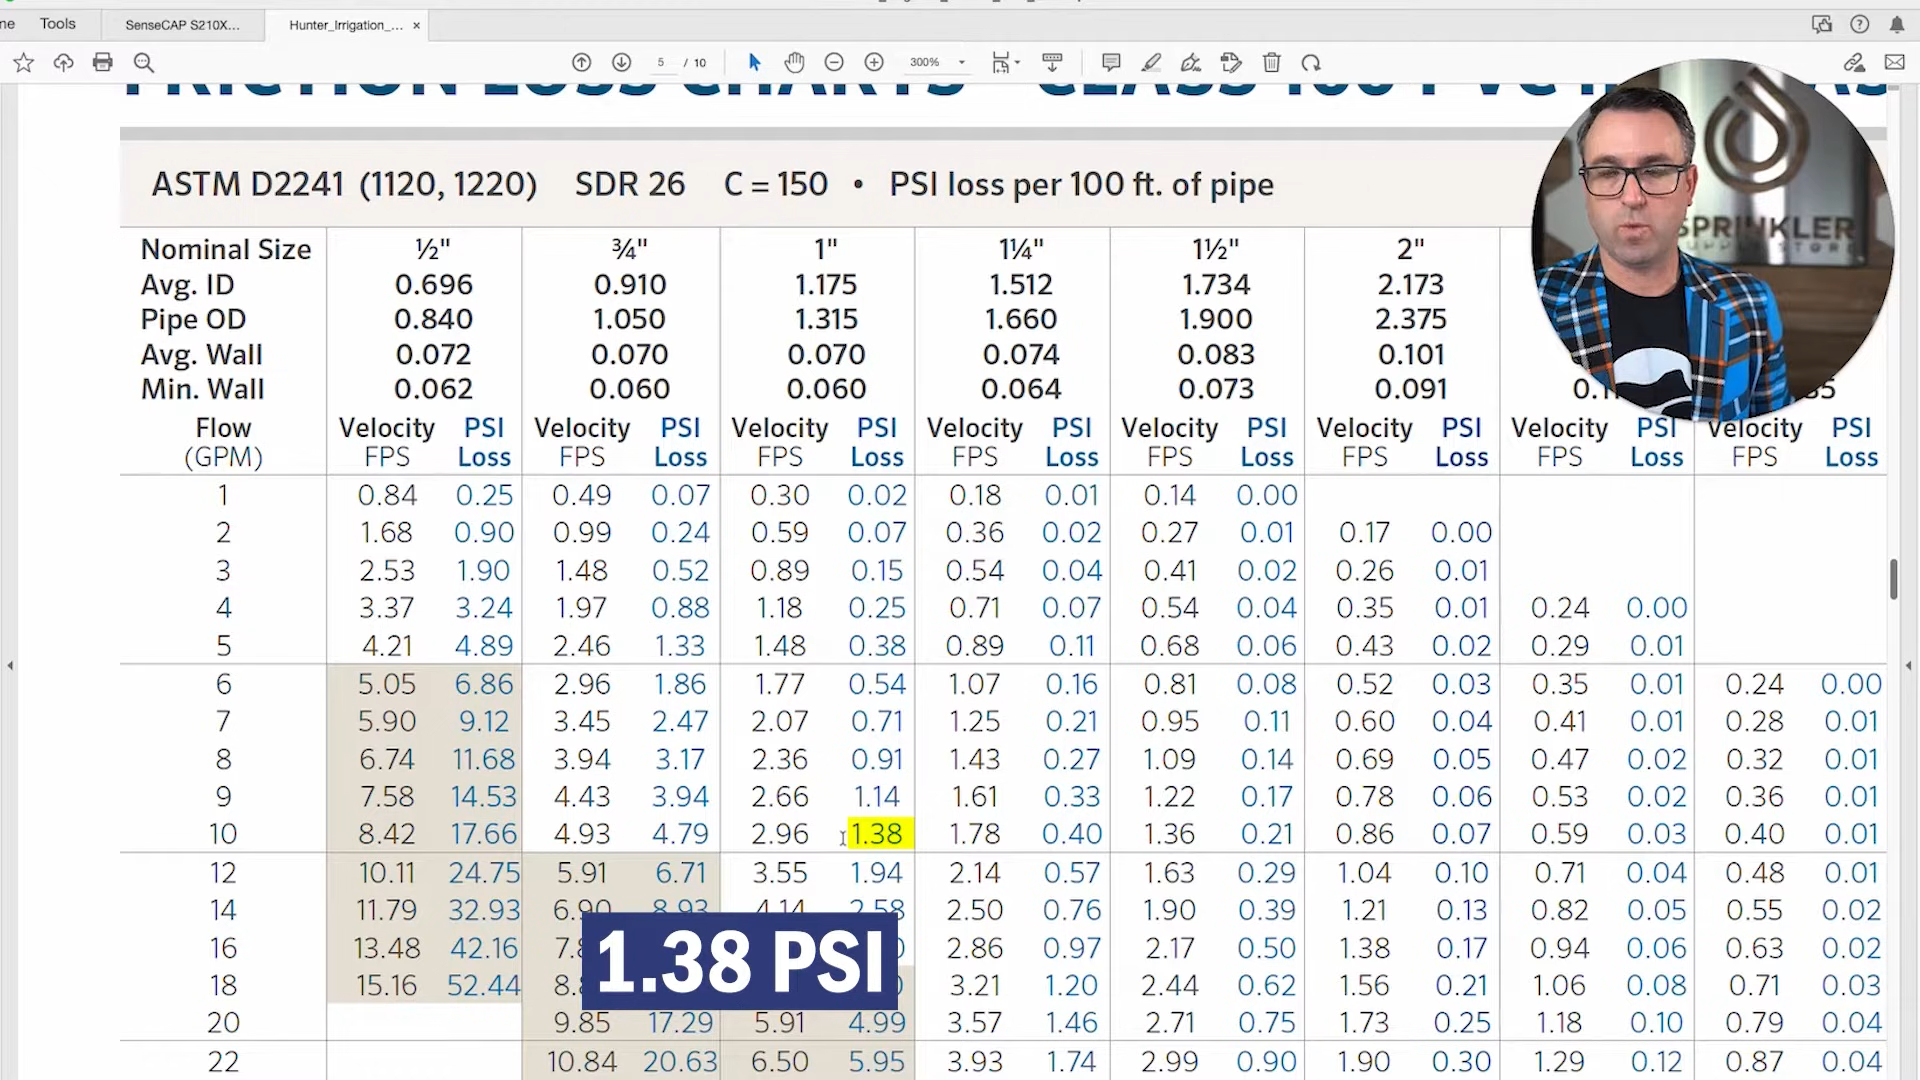 Tools SenseCAP S210X... Hunter_Irrigation_... ×
5 / 10 300%
FRICTION LOSS CHARTS
ASTM D2241 (1120, 1220) SDR 26 C = 150 • PSI loss per 100 ft. of pipe
SPRINKLER
Nominal Size ½" ¾" 1" 1¼" 1½" 2"
Avg. ID 0.696 0.910 1.175 1.512 1.734 2.173
Pipe OD 0.840 1.050 1.315 1.660 1.900 2.375
Avg. Wall 0.072 0.070 0.070 0.074 0.083 0.101
Min. Wall 0.062 0.060 0.060 0.064 0.073 0.091
Flow Velocity PSI Velocity PSI Velocity PSI Velocity PSI Velocity PSI Velocity PSI Velocity PSI Velocity PSI
(GPM) FPS Loss FPS Loss FPS Loss FPS Loss FPS Loss FPS Loss FPS Loss FPS Loss
1 0.84 0.25 0.49 0.07 0.30 0.02 0.18 0.01 0.14 0.00
2 1.68 0.90 0.99 0.24 0.59 0.07 0.36 0.02 0.27 0.01 0.17 0.00
3 2.53 1.90 1.48 0.52 0.89 0.15 0.54 0.04 0.41 0.02 0.26 0.01
4 3.37 3.24 1.97 0.88 1.18 0.25 0.71 0.07 0.54 0.04 0.35 0.01 0.24 0.00
5 4.21 4.89 2.46 1.33 1.48 0.38 0.89 0.11 0.68 0.06 0.43 0.02 0.29 0.01
6 5.05 6.86 2.96 1.86 1.77 0.54 1.07 0.16 0.81 0.08 0.52 0.03 0.35 0.01 0.24 0.00
7 5.90 9.12 3.45 2.47 2.07 0.71 1.25 0.21 0.95 0.11 0.60 0.04 0.41 0.01 0.28 0.01
8 6.74 11.68 3.94 3.17 2.36 0.91 1.43 0.27 1.09 0.14 0.69 0.05 0.47 0.02 0.32 0.01
9 7.58 14.53 4.43 3.94 2.66 1.14 1.61 0.33 1.22 0.17 0.78 0.06 0.53 0.02 0.36 0.01
10 8.42 17.66 4.93 4.79 2.96 1.38 1.78 0.40 1.36 0.21 0.86 0.07 0.59 0.03 0.40 0.01
12 10.11 24.75 5.91 6.71 3.55 1.94 2.14 0.57 1.63 0.29 1.04 0.10 0.71 0.04 0.48 0.01
14 11.79 32.93 6.90 8.93 4.14 2.58 2.50 0.76 1.90 0.39 1.21 0.13 0.82 0.05 0.55 0.02
16 13.48 42.16 2.86 0.97 2.17 0.50 1.38 0.17 0.94 0.06 0.63 0.02
18 15.16 52.44 3.21 1.20 2.44 0.62 1.56 0.21 1.06 0.08 0.71 0.03
1.38 PSI
20 9.85 17.29 5.91 4.99 3.57 1.46 2.71 0.75 1.73 0.25 1.18 0.10 0.79 0.04
22 10.84 20.63 6.50 5.95 3.93 1.74 2.99 0.90 1.90 0.30 1.29 0.12 0.87 0.04